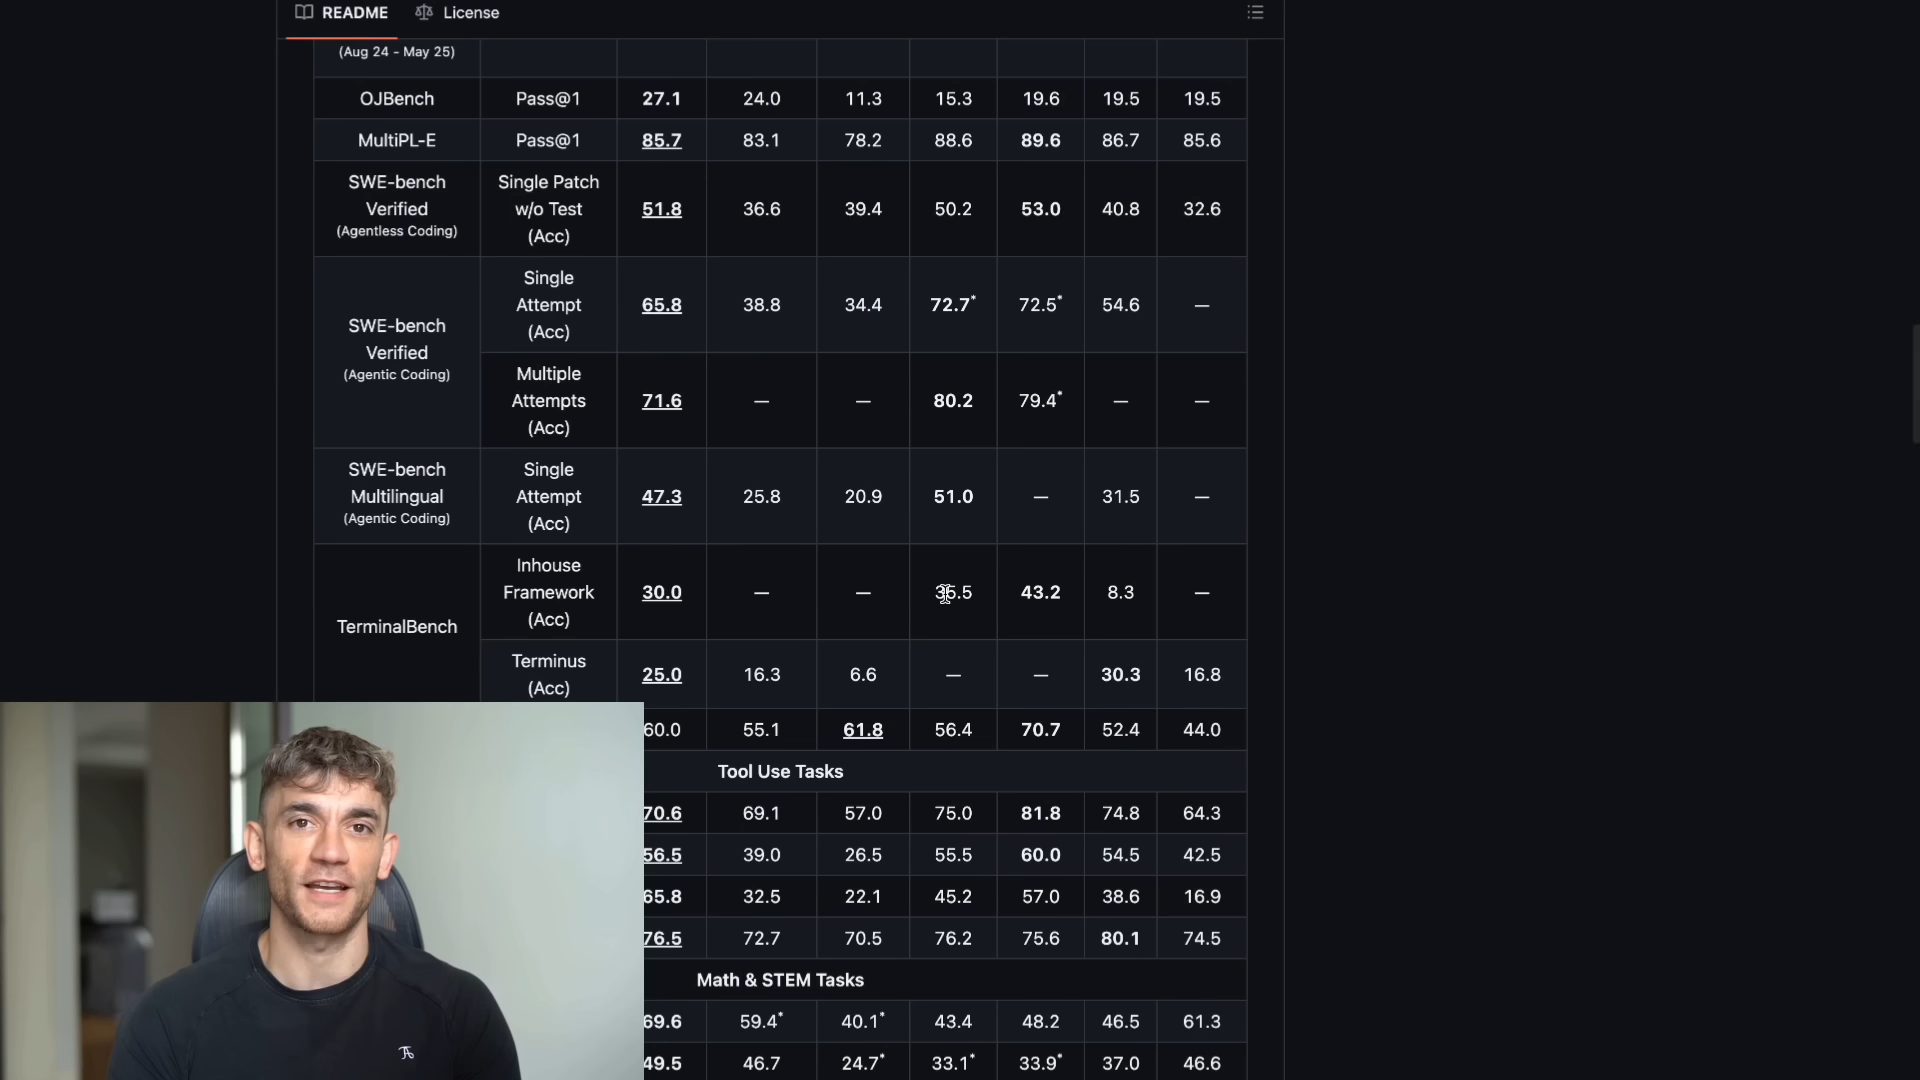 README
License
(Aug 24 - May 25)
OJBench Pass@1 27.1 24.0 11.3 15.3 19.6 19.5 19.5
MultiPL-E Pass@1 85.7 83.1 78.2 88.6 89.6 86.7 85.6
SWE-bench Single Patch
Verified w/o Test 51.8 36.6 39.4 50.2 53.0 40.8 32.6
(Agentless Coding) (Acc)
Single
Attempt 65.8 38.8 34.4 72.7* 72.5* 54.6 —
(Acc)
SWE-bench
Verified
(Agentic Coding)
Multiple
Attempts 71.6 — — 80.2 79.4* — —
(Acc)
SWE-bench Single
Multilingual Attempt 47.3 25.8 20.9 51.0 — 31.5 —
(Agentic Coding) (Acc)
Inhouse
Framework 30.0 — — 35.5 43.2 8.3 —
(Acc)
TerminalBench
Terminus 25.0 16.3 6.6 — — 30.3 16.8
(Acc)
60.0 55.1 61.8 56.4 70.7 52.4 44.0
Tool Use Tasks
70.6 69.1 57.0 75.0 81.8 74.8 64.3
56.5 39.0 26.5 55.5 60.0 54.5 42.5
65.8 32.5 22.1 45.2 57.0 38.6 16.9
76.5 72.7 70.5 76.2 75.6 80.1 74.5
Math & STEM Tasks
69.6 59.4* 40.1* 43.4 48.2 46.5 61.3
49.5 46.7 24.7* 33.1* 33.9* 37.0 46.6